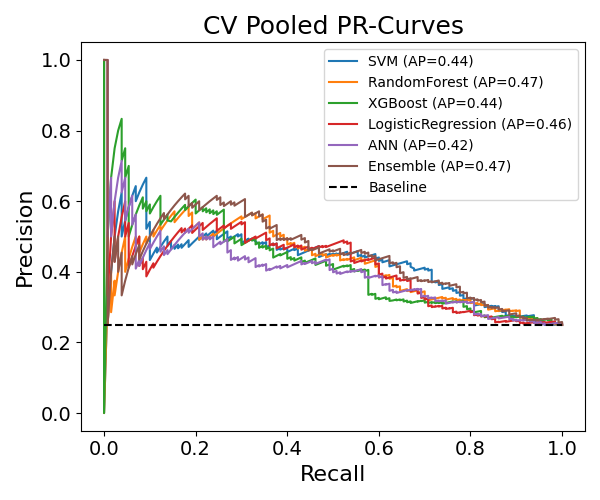 CV Pooled PR-Curves
SVM (AP=0.44)
RandomForest (AP=0.47)
XGBoost (AP=0.44)
LogisticRegression (AP=0.46)
ANN (AP=0.42)
Ensemble (AP=0.47)
Baseline
Precision
1.0
0.8
0.6
0.4
0.2
0.0
0.0 0.2 0.4 0.6 0.8 1.0
Recall